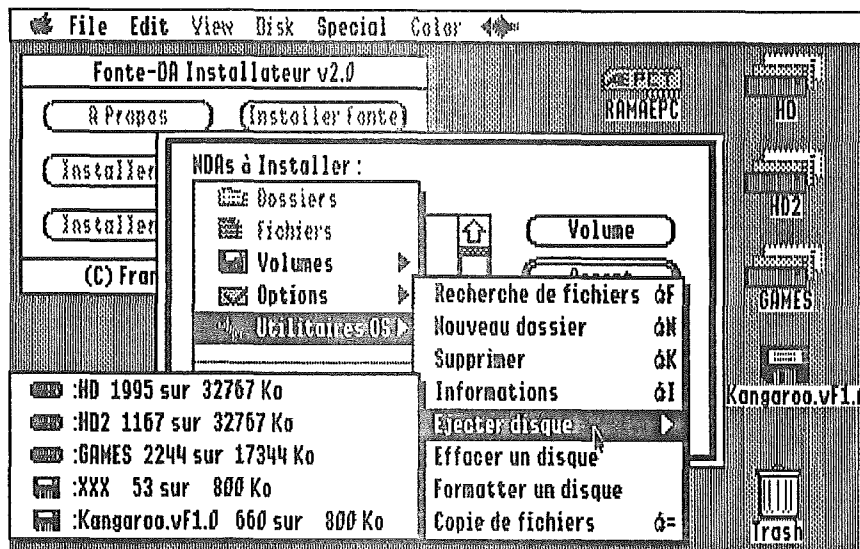 File Edit View Disk Special Color
Fonte-DA Installateur v2.0
A Propos
Installer Fonte
Installer
Installer
(C) Fran
NDAs à Installer :
Dossiers
Fichiers
Volumes
Options
Utilitaires OS
Volume
Recherche de fichiers F
Nouveau dossier N
Supprimer K
Informations I
Ejecter disque
Effacer un disque
Formatter un disque
Copie de fichiers =
:HD 1995 sur 32767 Ko
:HD2 1167 sur 32767 Ko
:GAMES 2244 sur 17344 Ko
:XXX 53 sur 800 Ko
:Kangaroo.vF1.0 660 sur 800 Ko
RAMAEPC
HD
HD2
GAMES
Kangaroo.vF1.
Trash